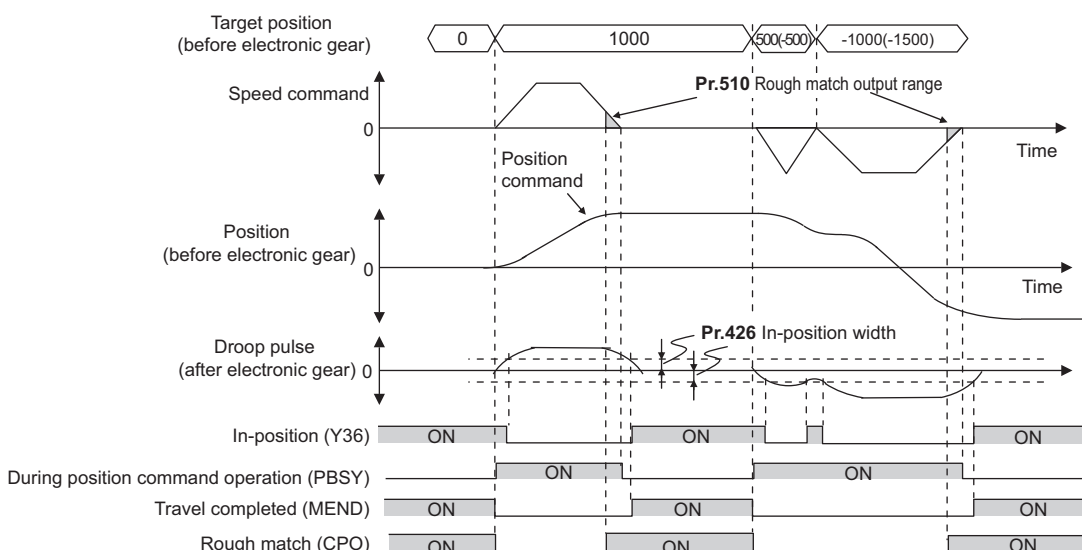 Target position
(before electronic gear)
0
1000
500(-500)
-1000(-1500)
Speed command
Pr.510 Rough match output range
0
Time
Position
command
Position
(before electronic gear)
0
Time
Pr.426 In-position width
Droop pulse
(after electronic gear)
0
In-position (Y36)
ON
ON
ON
During position command operation (PBSY)
ON
ON
Travel completed (MEND)
ON
ON
ON
Rough match (CPO)
ON
ON
ON